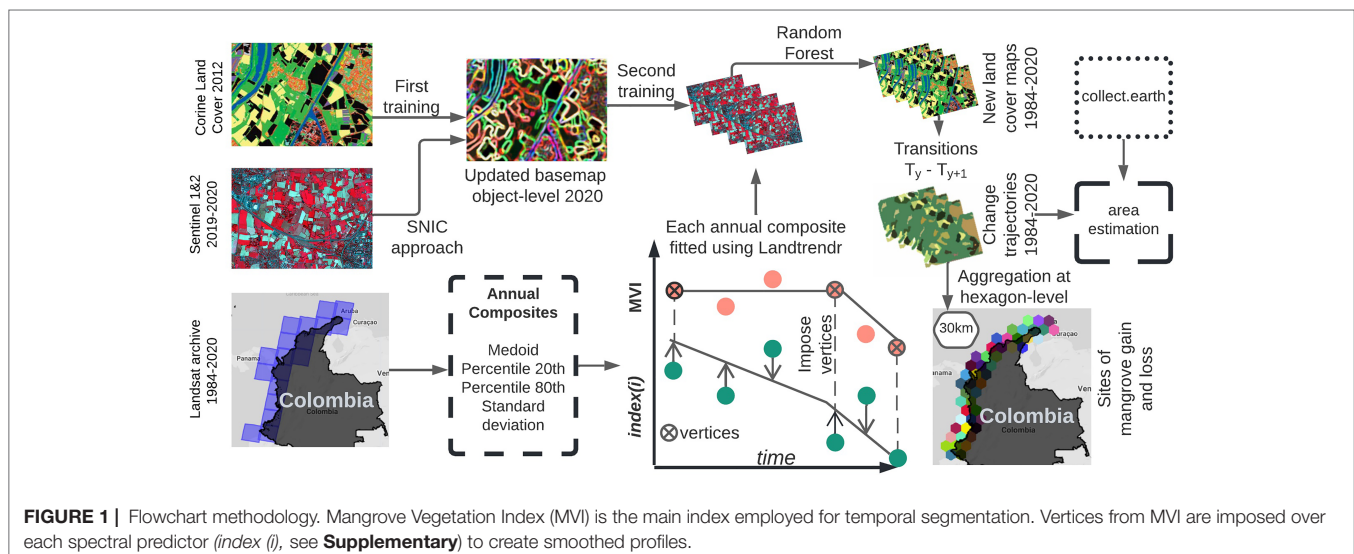 Corine Land
Cover 2012
First
training
Second
training
Random
Forest
New land
cover maps
1984-2020
collect.earth
Updated basemap
object-level 2020
Transitions
Ty - Ty+1
Sentinel 1&2
2019-2020
SNIC
approach
Each annual composite
fitted using Landtrendr
Change
trajectories
1984-2020
area
estimation
Aggregation at
hexagon-level
Landsat archive
1984-2020
Aruba
Curaçao
Panama
Ven
Colombia
Colombia
Annual
Composites
Medoid
Percentile 20th
Percentile 80th
Standard
deviation
MVI
index(i)
Impose
vertices
vertices
time
30km
Curaçao
anama
Ven
Colombia
Colombia
Sites of
mangrove gain
and loss
FIGURE 1 | Flowchart methodology. Mangrove Vegetation Index (MVI) is the main index employed for temporal segmentation. Vertices from MVI are imposed over
each spectral predictor (index (i), see Supplementary) to create smoothed profiles.